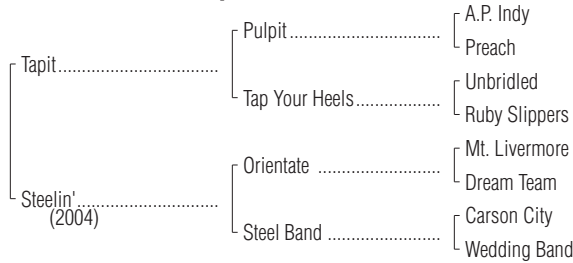 A.P. Indy
Pulpit
Preach
Tapit
Unbridled
Tap Your Heels
Ruby Slippers
Mt. Livermore
Orientate
Dream Team
Steelin'
(2004)
Carson City
Steel Band
Wedding Band